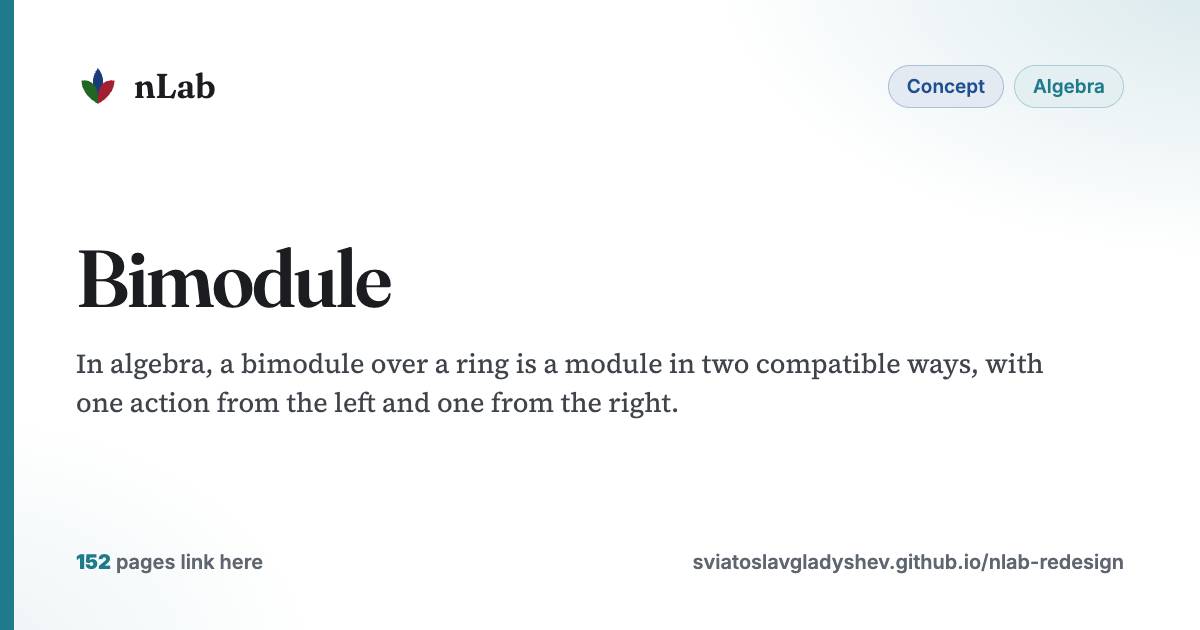 nLab
Concept
Algebra
Bimodule
In algebra, a bimodule over a ring is a module in two compatible ways, with
one action from the left and one from the right.
152 pages link here
sviatoslavgladyshev.github.io/nlab-redesign